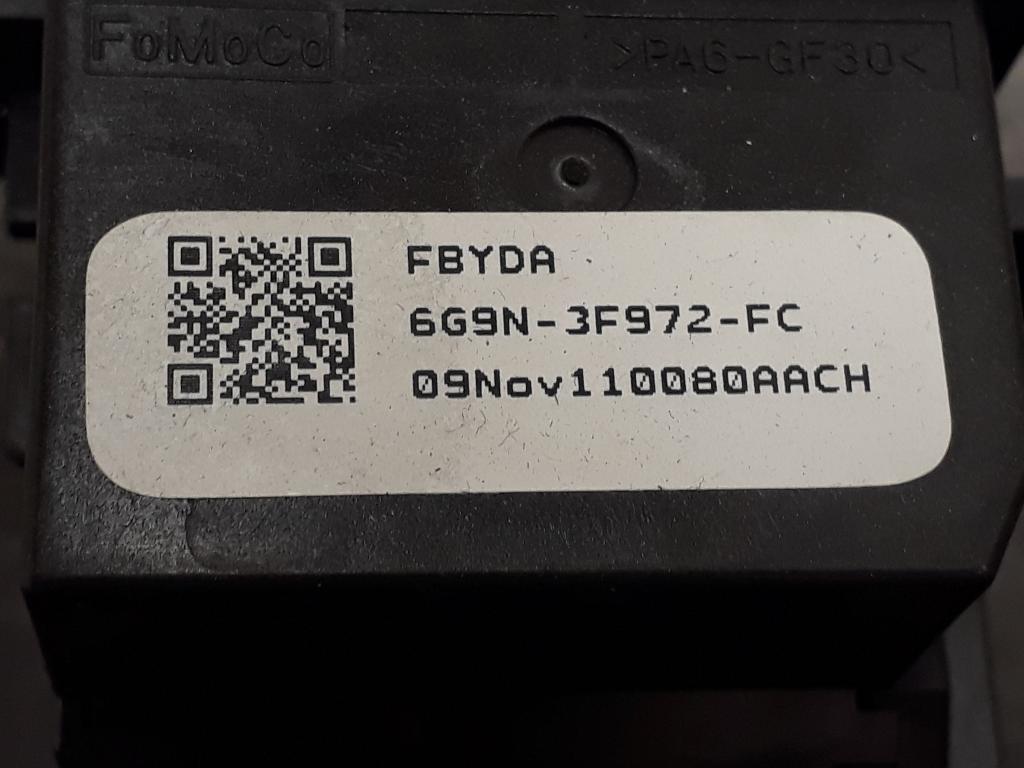 FoMoCo
>PA6-GF30<
FBYDA
6G9N-3F972-FC
09Nov110080AACH